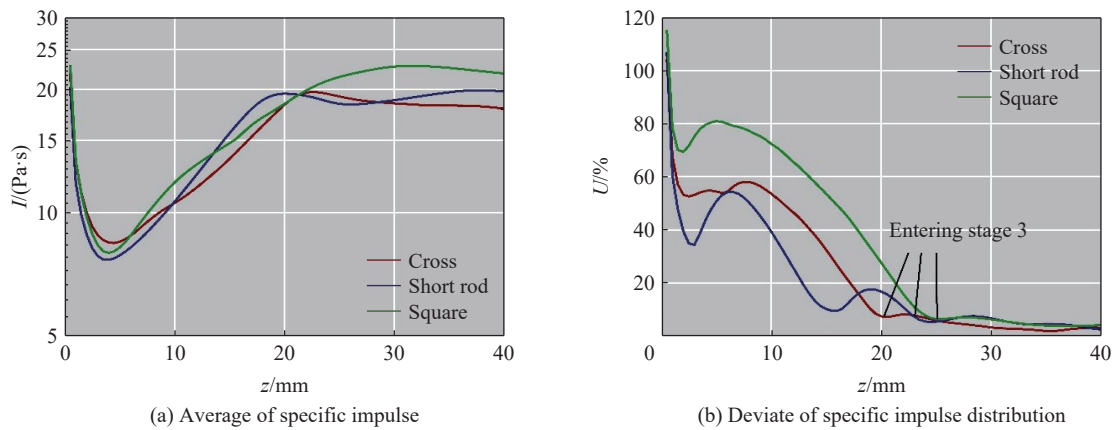 30
25
20
15
10
5
I/(Pa·s)
Cross
Short rod
Square
0
10
20
30
40
z/mm
(a) Average of specific impulse
120
100
80
60
40
20
U/%
Cross
Short rod
Square
Entering stage 3
0
10
20
30
40
z/mm
(b) Deviate of specific impulse distribution